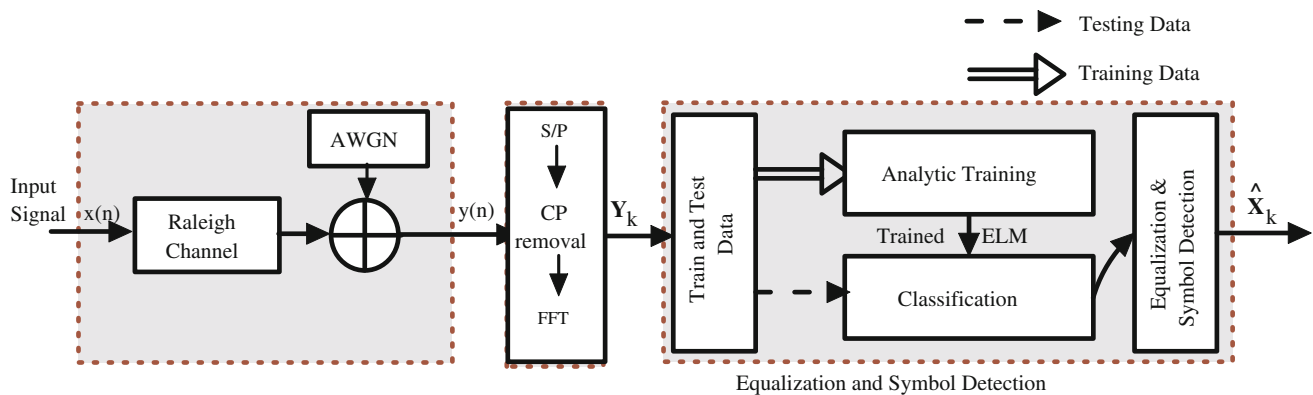 Testing Data
Training Data
Input
Signal
x(n)
Raleigh
Channel
AWGN
y(n)
S/P
CP
removal
FFT
Y_k
Train and Test
Data
Analytic Training
Trained ELM
Classification
Equalization &
Symbol Detection
X̂_k
Equalization and Symbol Detection